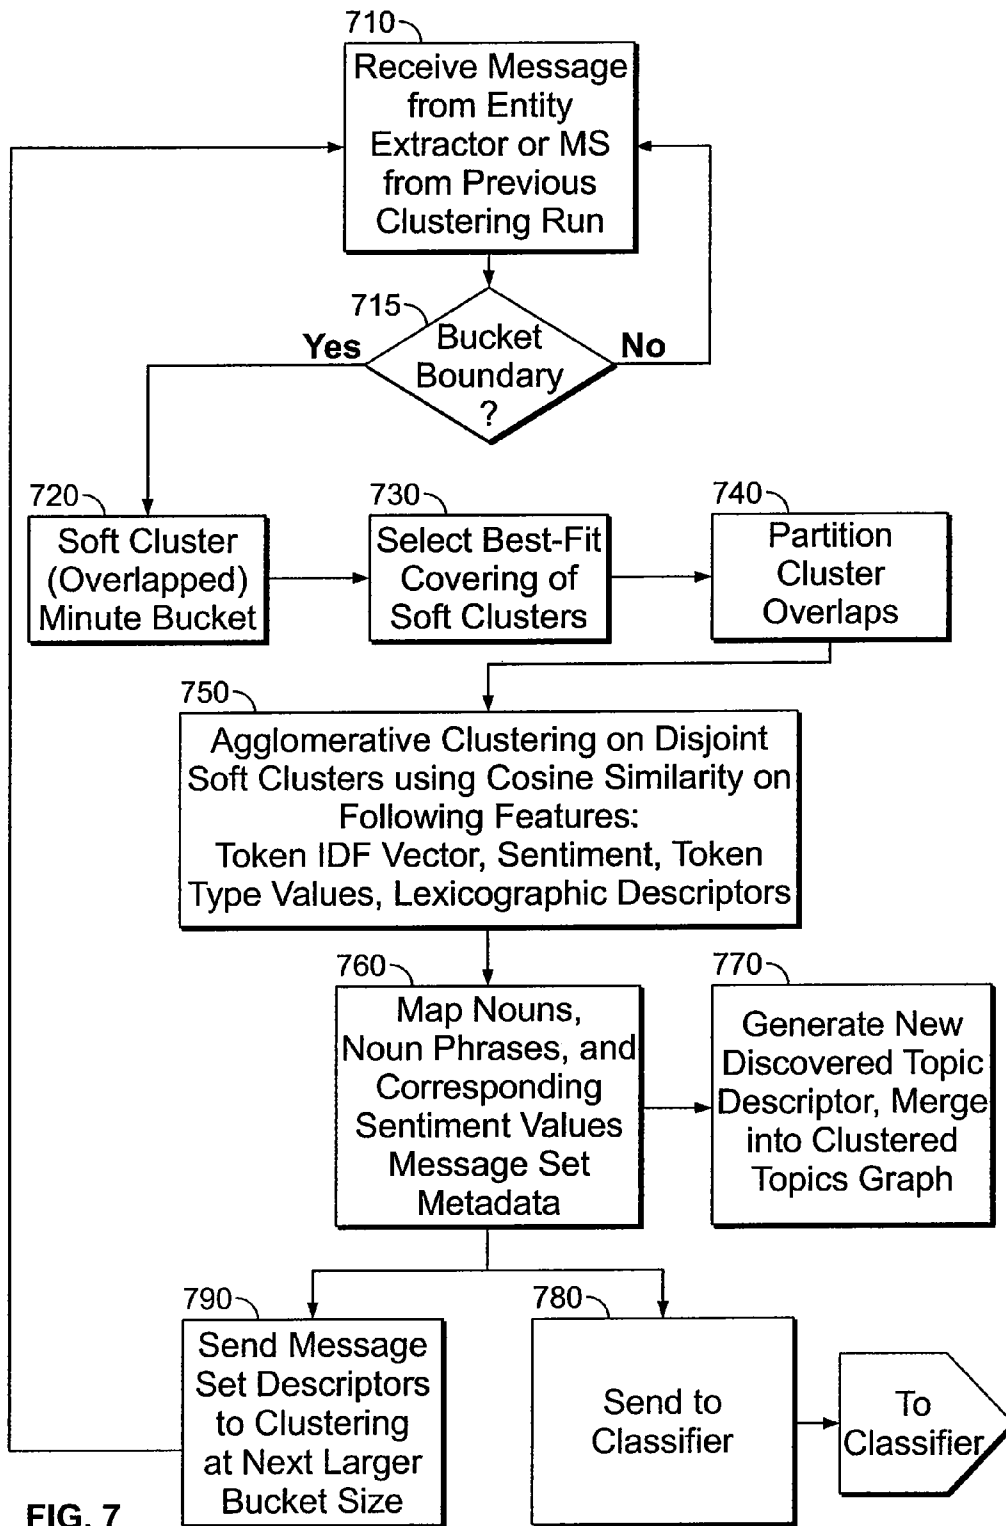 710
Receive Message
from Entity
Extractor or MS
from Previous
Clustering Run
715
Yes
Bucket
Boundary
?
No
720
Soft Cluster
(Overlapped)
Minute Bucket
730
Select Best-Fit
Covering of
Soft Clusters
740
Partition
Cluster
Overlaps
750
Agglomerative Clustering on Disjoint
Soft Clusters using Cosine Similarity on
Following Features:
Token IDF Vector, Sentiment, Token
Type Values, Lexicographic Descriptors
760
Map Nouns,
Noun Phrases, and
Corresponding
Sentiment Values
Message Set
Metadata
770
Generate New
Discovered Topic
Descriptor, Merge
into Clustered
Topics Graph
790
Send Message
Set Descriptors
to Clustering
at Next Larger
Bucket Size
780
Send to
Classifier
To
Classifier
FIG. 7